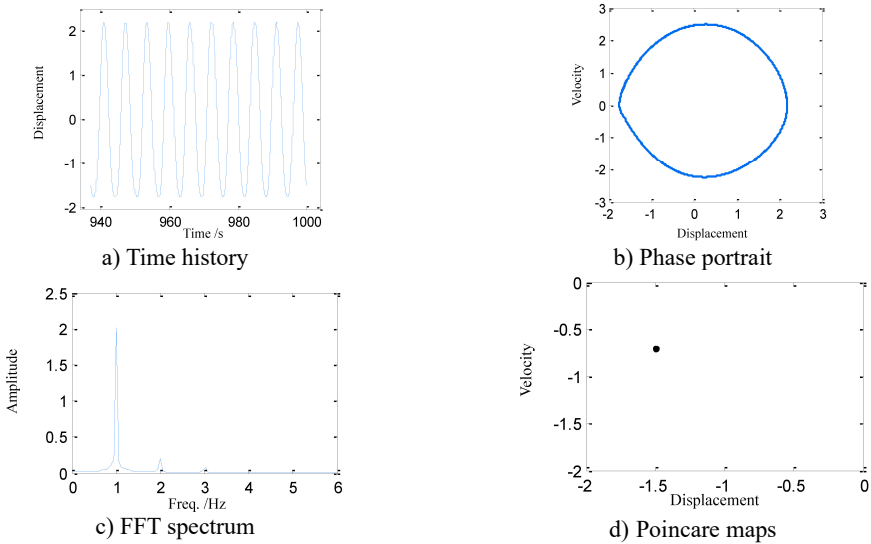 2
1
0
-1
-2
Displacement
940 960 940 980 1000
Time /s
a) Time history
3
2
1
0
-1
-2
-3
Velocity
-2 -1 0 1 2 3
Displacement
b) Phase portrait
2.5
2
1.5
1
0.5
0
Amplitude
0 1 2 3 4 5 6
Freq. /Hz
c) FFT spectrum
0
-0.5
-1
-1.5
-2
Velocity
-2 -1.5 -1 -0.5 0
Displacement
d) Poincare maps